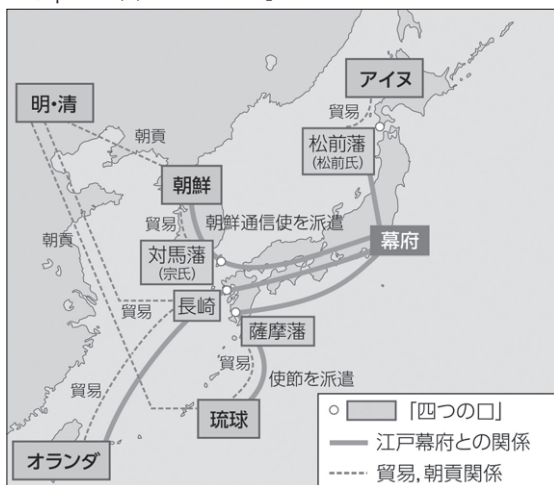 アイヌ
明・清
貿易
朝貢
松前藩
(松前氏)
朝鮮
貿易
朝鮮通信使を派遣
幕府
朝貢
対馬藩
(宗氏)
長崎
貿易
薩摩藩
貿易
貿易
使節を派遣
琉球
オランダ
「四つの口」
江戸幕府との関係
貿易,朝貢関係